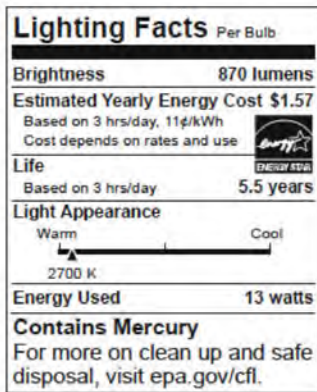 Lighting Facts Per Bulb
Brightness 870 lumens
Estimated Yearly Energy Cost $1.57
Based on 3 hrs/day, 11¢/kWh
Cost depends on rates and use
energy
ENERGY STAR
Life
Based on 3 hrs/day 5.5 years
Light Appearance
Warm Cool
2700 K
Energy Used 13 watts
Contains Mercury
For more on clean up and safe
disposal, visit epa.gov/cfl.